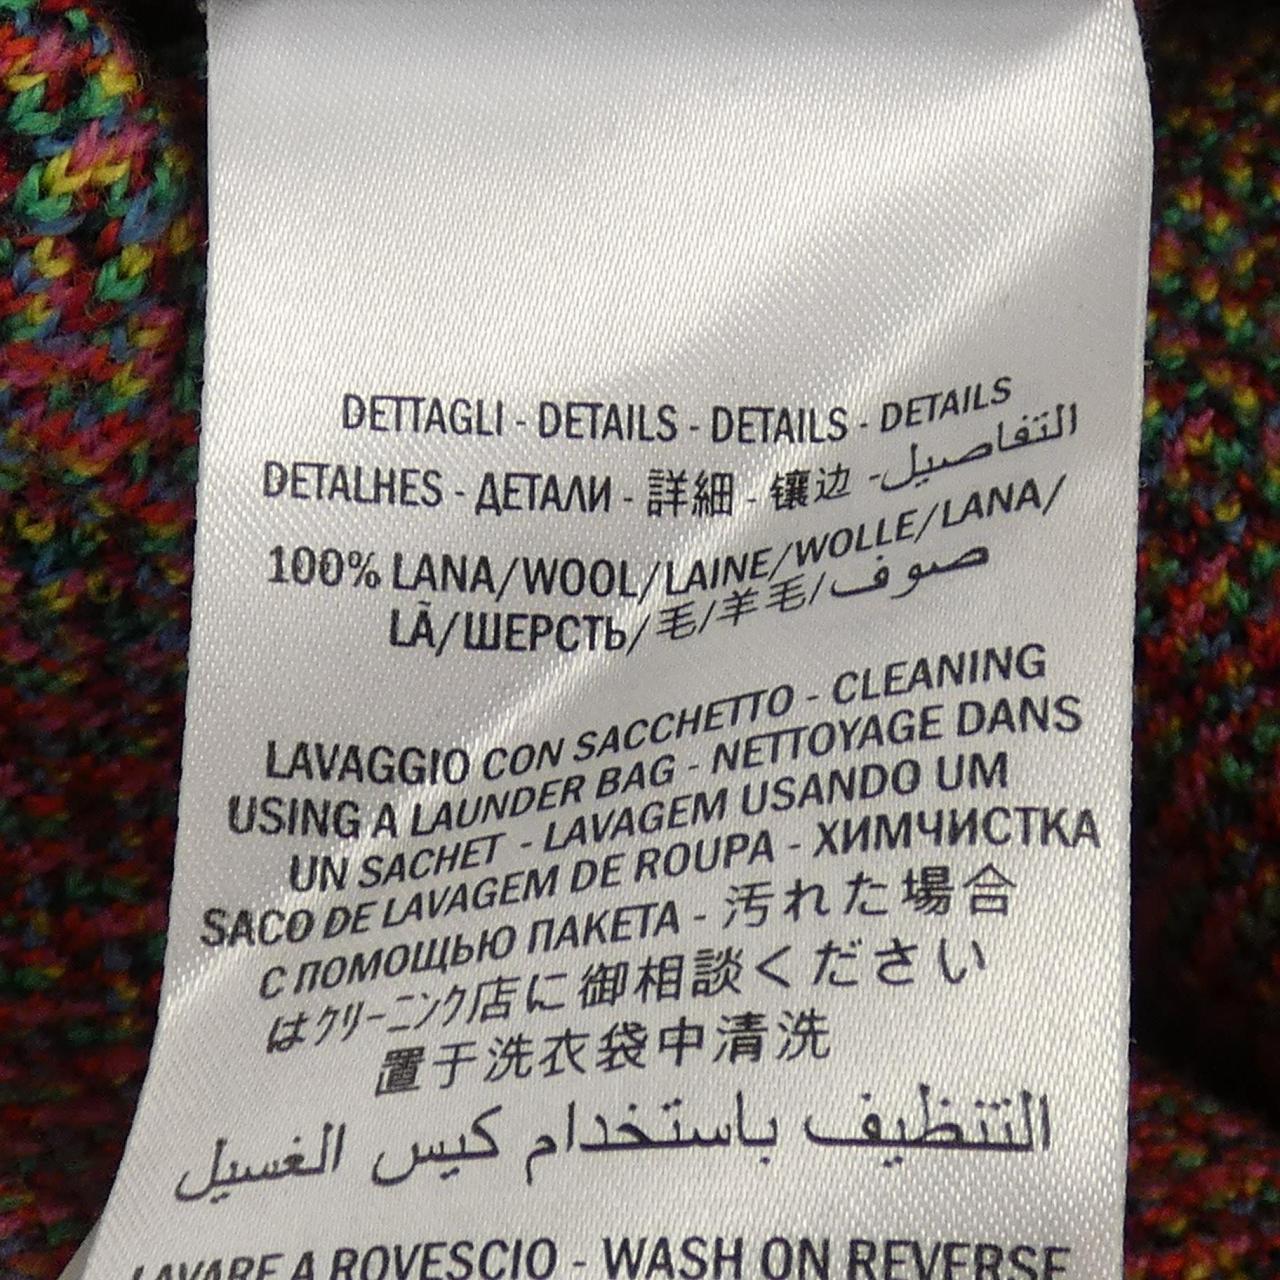 DETTAGLI - DETAILS - DETAILS - DETAILS
DETALHES - ДЕТАЛИ - 詳細 - 镶边 - التفاصيل
100% LANA/WOOL/LAINE/WOLLE/LANA/
LÃ/ШЕРСТЬ/毛/羊毛/صوف
LAVAGGIO CON SACCHETTO - CLEANING
USING A LAUNDER BAG - NETTOYAGE DANS
UN SACHET - LAVAGEM USANDO UM
SACO DE LAVAGEM DE ROUPA - ХИМЧИСТКА
С ПОМОЩЬЮ ПАКЕТА - 汚れた場合
はクリーニング店に御相談ください
置于洗衣袋中清洗
التنظيف باستخدام كيس الغسيل
LAVARE A ROVESCIO - WASH ON REVERSE